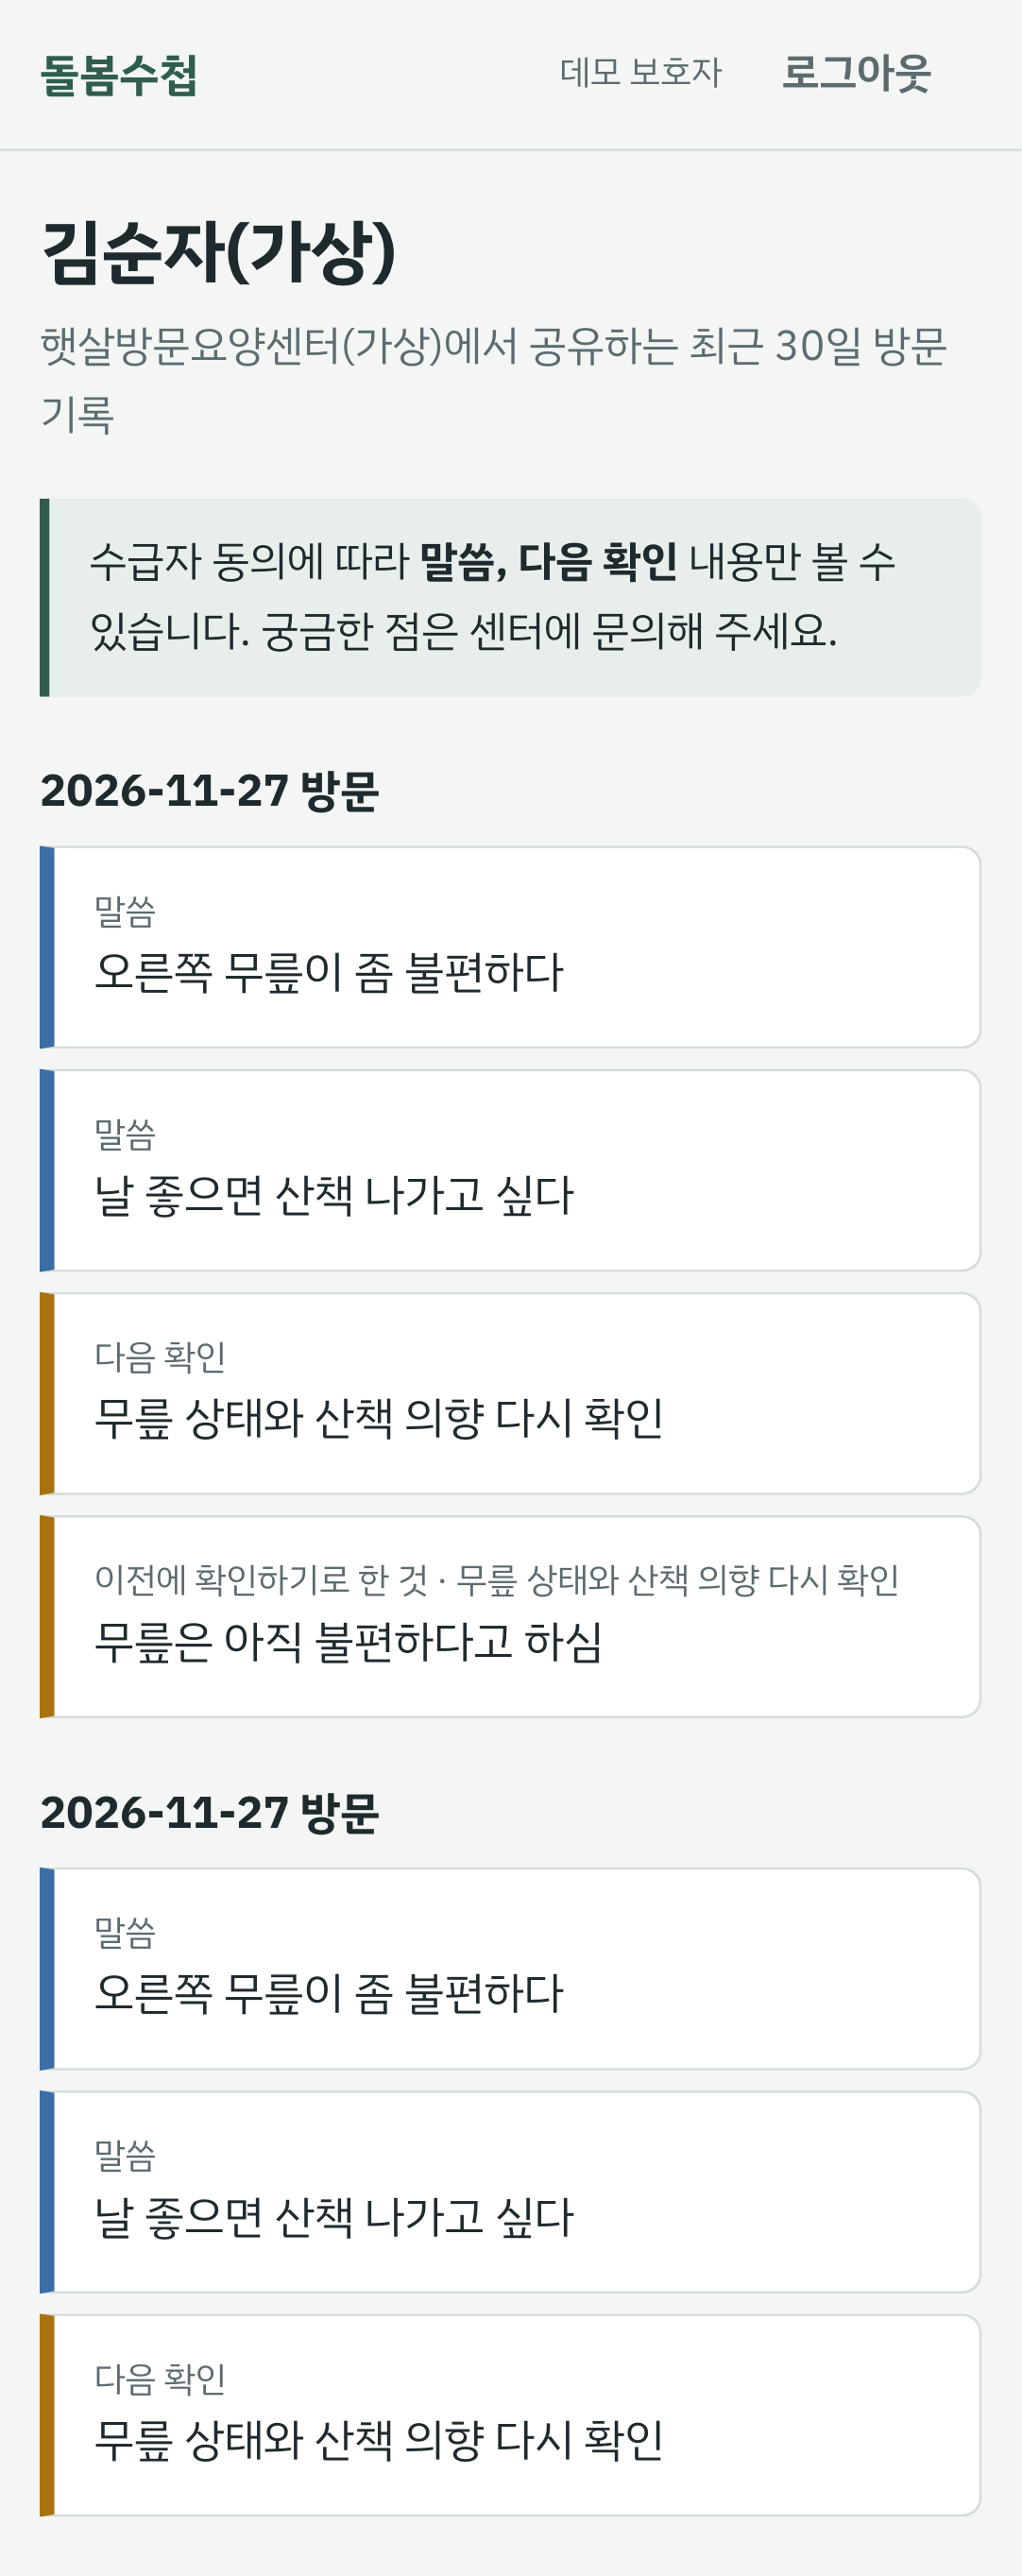 돌봄수첩 데모 보호자 로그아웃
김순자(가상)
햇살방문요양센터(가상)에서 공유하는 최근 30일 방문
기록
수급자 동의에 따라 말씀, 다음 확인 내용만 볼 수
있습니다. 궁금한 점은 센터에 문의해 주세요.
2026-11-27 방문
말씀
오른쪽 무릎이 좀 불편하다
말씀
날 좋으면 산책 나가고 싶다
다음 확인
무릎 상태와 산책 의향 다시 확인
이전에 확인하기로 한 것 · 무릎 상태와 산책 의향 다시 확인
무릎은 아직 불편하다고 하심
2026-11-27 방문
말씀
오른쪽 무릎이 좀 불편하다
말씀
날 좋으면 산책 나가고 싶다
다음 확인
무릎 상태와 산책 의향 다시 확인